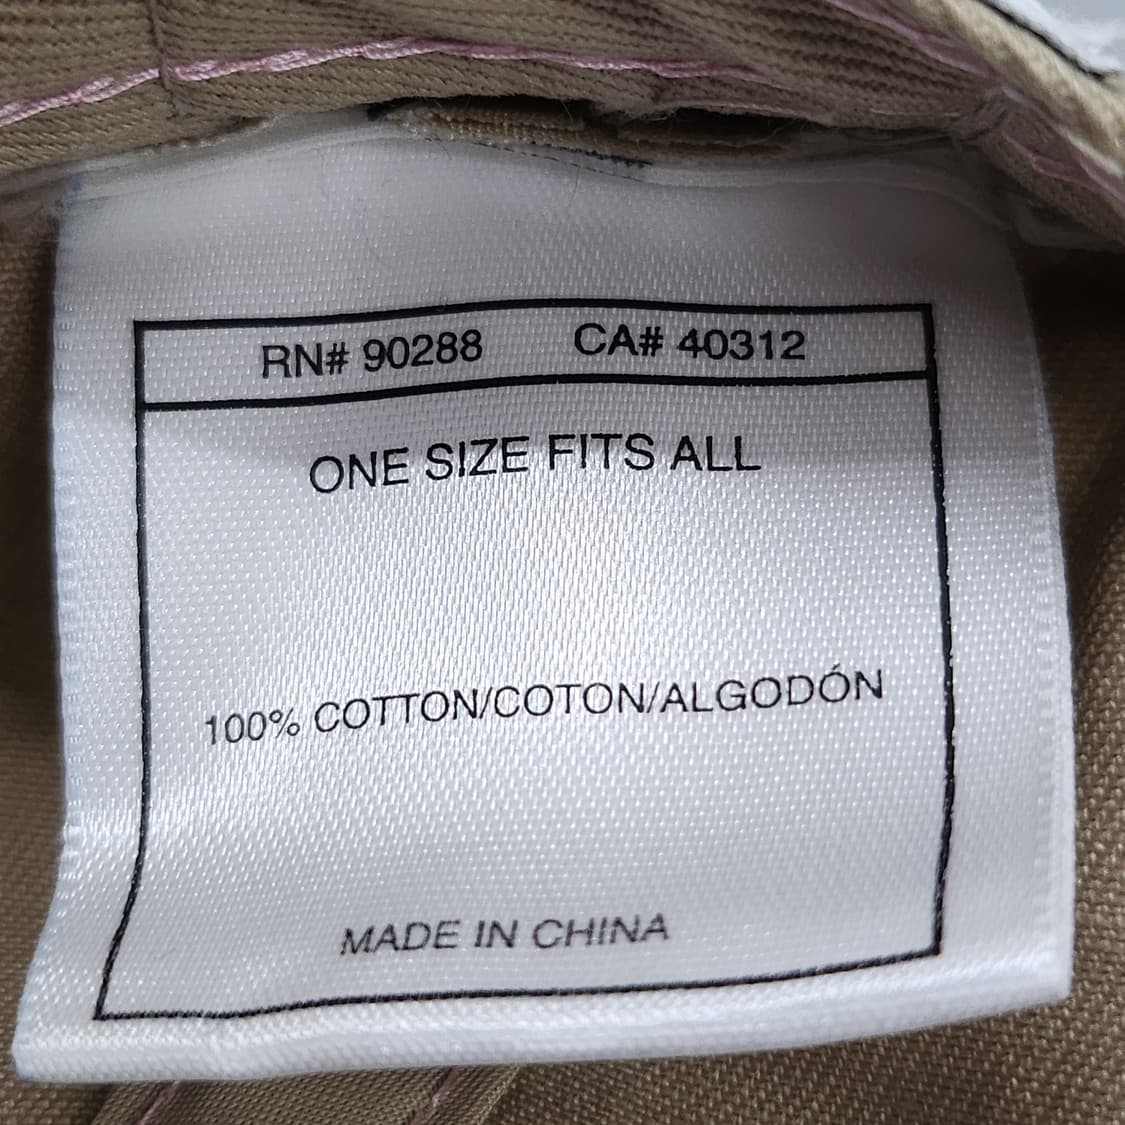 RN# 90288 CA# 40312
ONE SIZE FITS ALL
100% COTTON/COTON/ALGODÓN
MADE IN CHINA